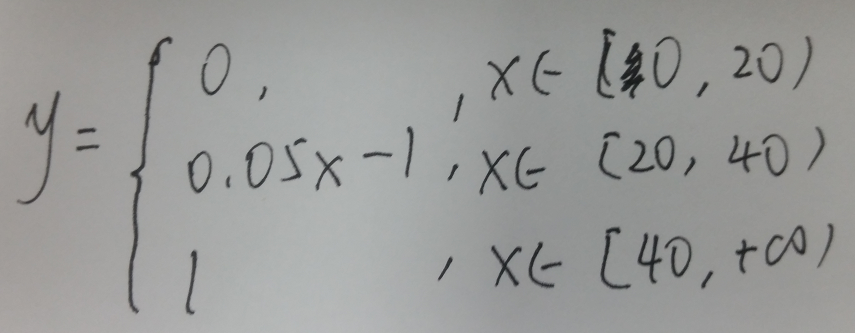 y = { 0, , x∈ [0, 20)
0.05x-1, x∈ [20, 40)
1 , x∈ [40, +∞)